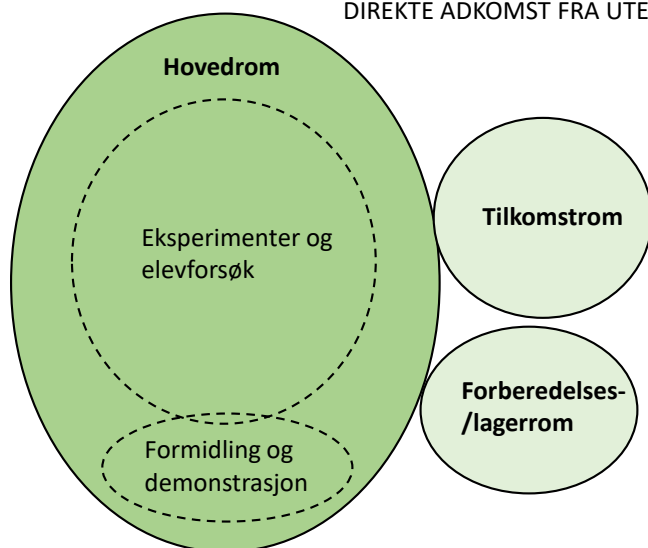 DIREKTE ADKOMST FRA UTE
Hovedrom
Eksperimenter og
elevforsøk
Formidling og
demonstrasjon
Tilkomstrom
Forberedelses-
/lagerrom